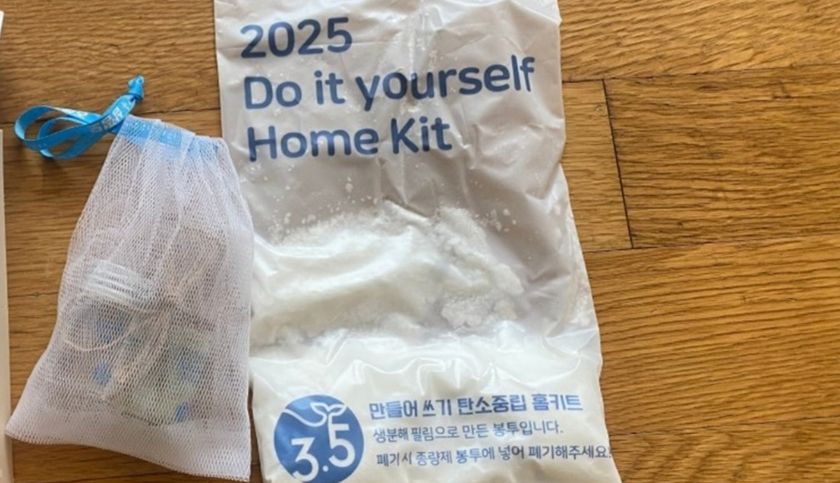 2025
Do it yourself
Home Kit
3.5
만들어 쓰기 탄소중립 홈키트
생분해 필림으로 만든 봉투입니다.
폐기시 종량제 봉투에 넣어 폐기해주세요!